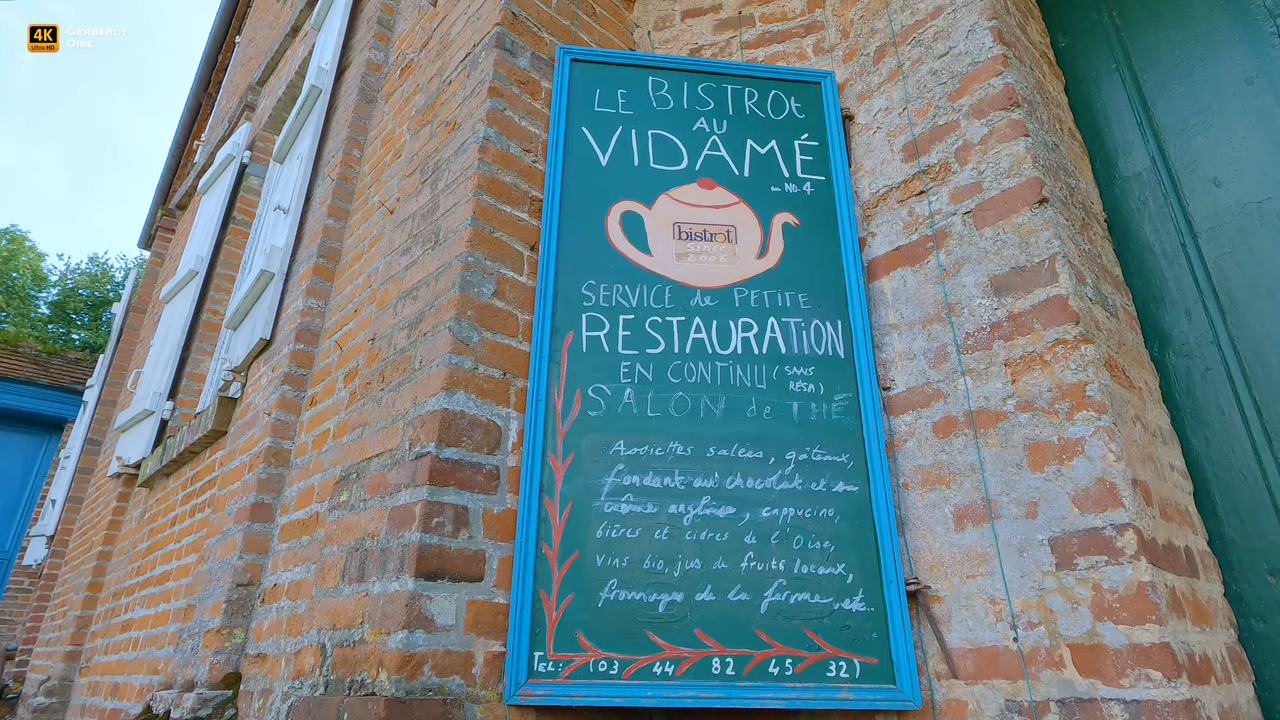 4K
Ultra HD
GERBEROY
OISE
LE BISTROt
AU
VIDAMÉ
au NO.4
bistrot
Since
2006
SERVICE de PETITE
RESTAURATiON
EN CONTINU (SANS
RÉSA)
SALON de THÉ
Assiettes salées, gâteaux,
fondant au chocolat et sa
crème anglaise, cappucino,
bières et cidres de l'Oise,
vins bio, jus de fruits locaux,
fromages de la ferme, etc..
TEL: (03 44 82 45 32)